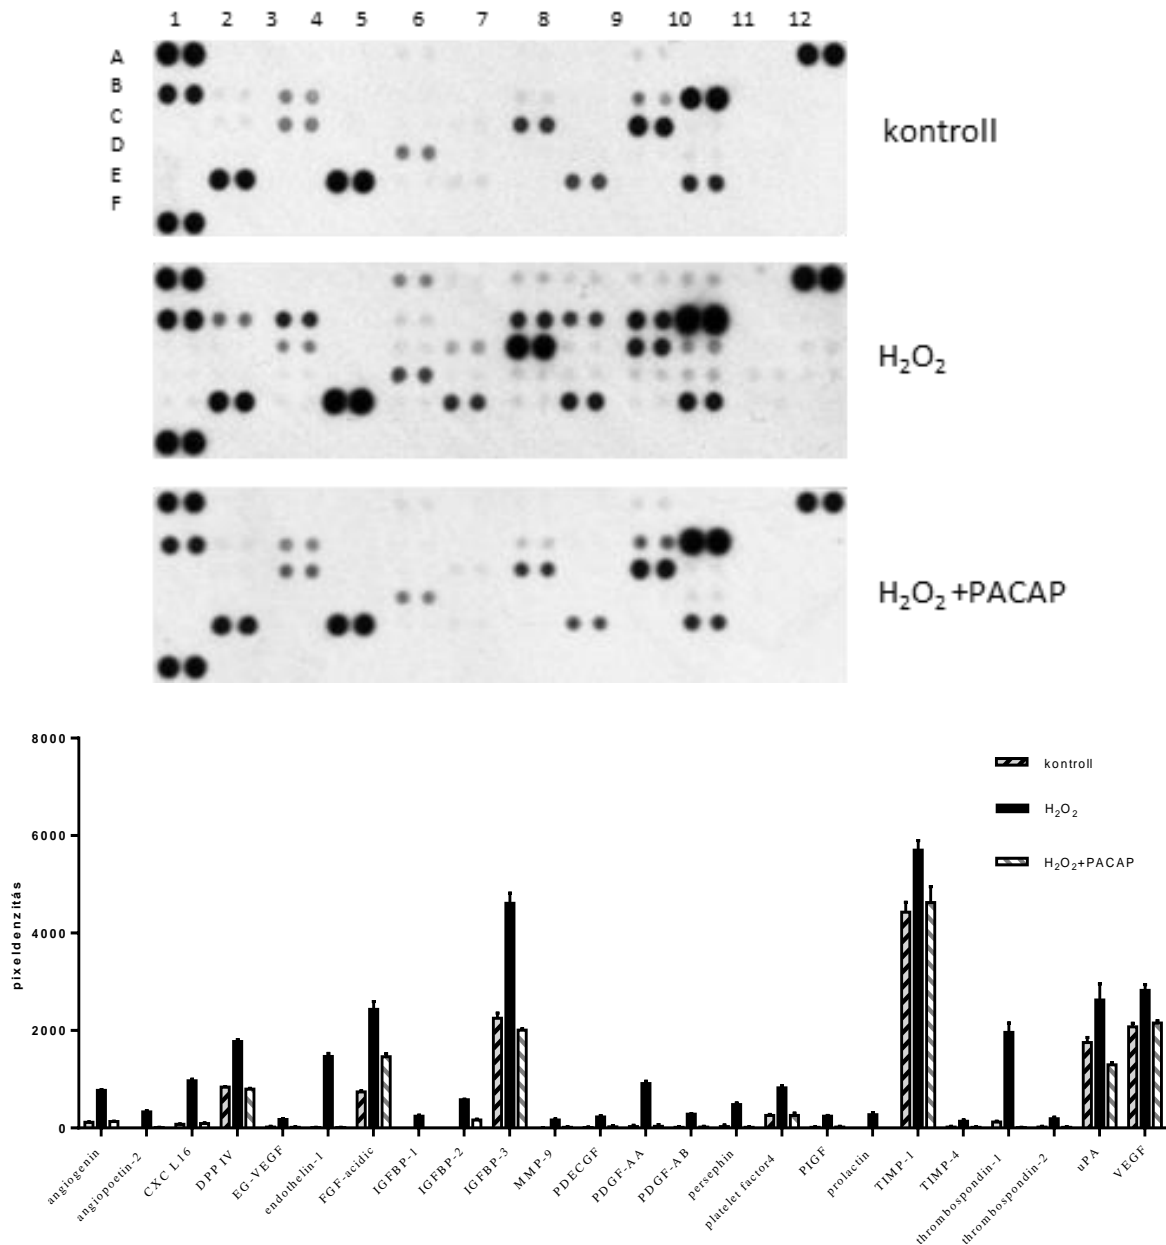 1 2 3 4 5 6 7 8 9 10 11 12
A
B
C
D
E
F
kontroll
H₂O₂
H₂O₂+PACAP
8000
6000
4000
2000
0
pixeldenzitás
kontroll
H₂O₂
H₂O₂+PACAP
angiogenin
angiopoetin-2
CXCL16
DPPIV
EG-VEGF
endothelin-1
FGF-acidic
IGFBP-1
IGFBP-2
IGFBP-3
MMP-9
PDECGF
PDGF-AA
PDGF-AB
persephin
platelet factor4
PIGF
prolactin
TIMP-1
TIMP-4
thrombospondin-1
thrombospondin-2
uPA
VEGF